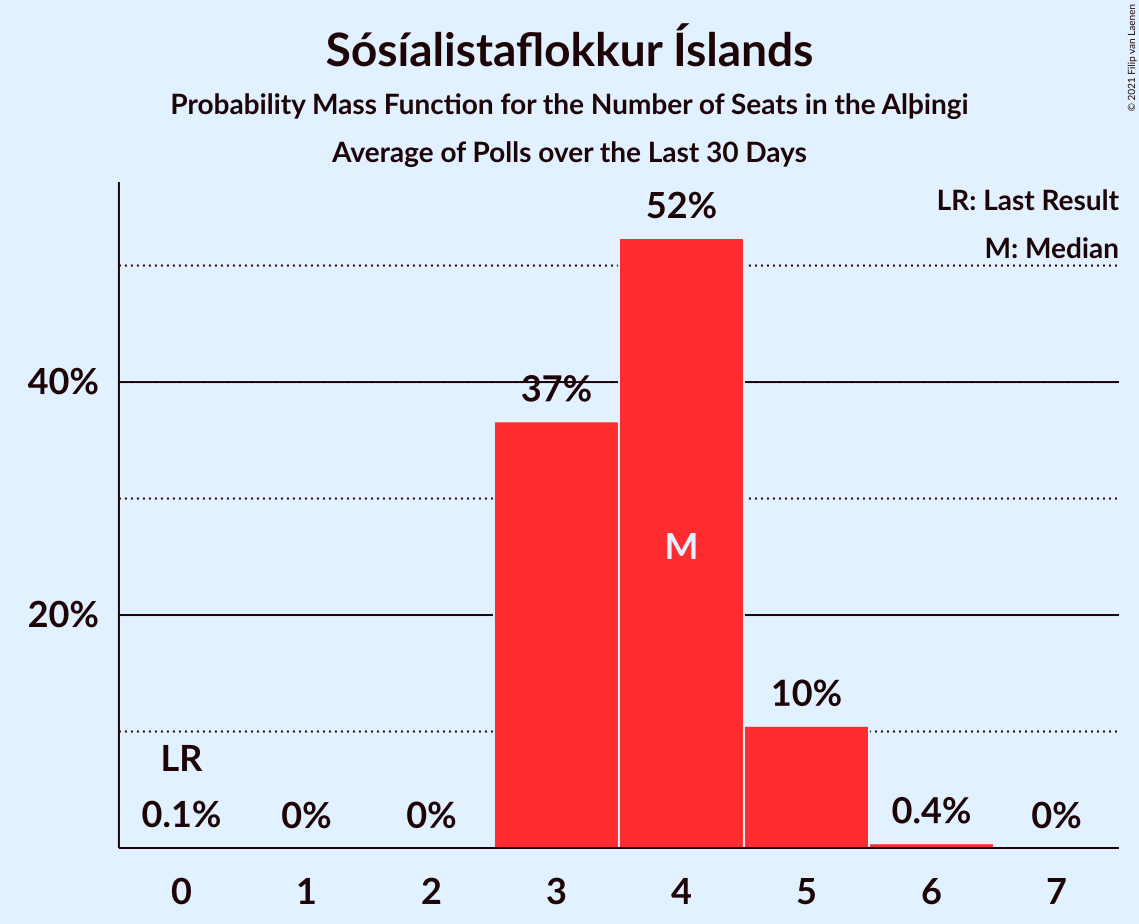 Sósíalistaflokkur Íslands
Probability Mass Function for the Number of Seats in the Alþingi
Average of Polls over the Last 30 Days
© 2021 Filip van Laenen
LR: Last Result
M: Median
52%
40%
37%
M
20%
10%
LR
0.1%
0%
0%
0.4%
0%
0 1 2 3 4 5 6 7